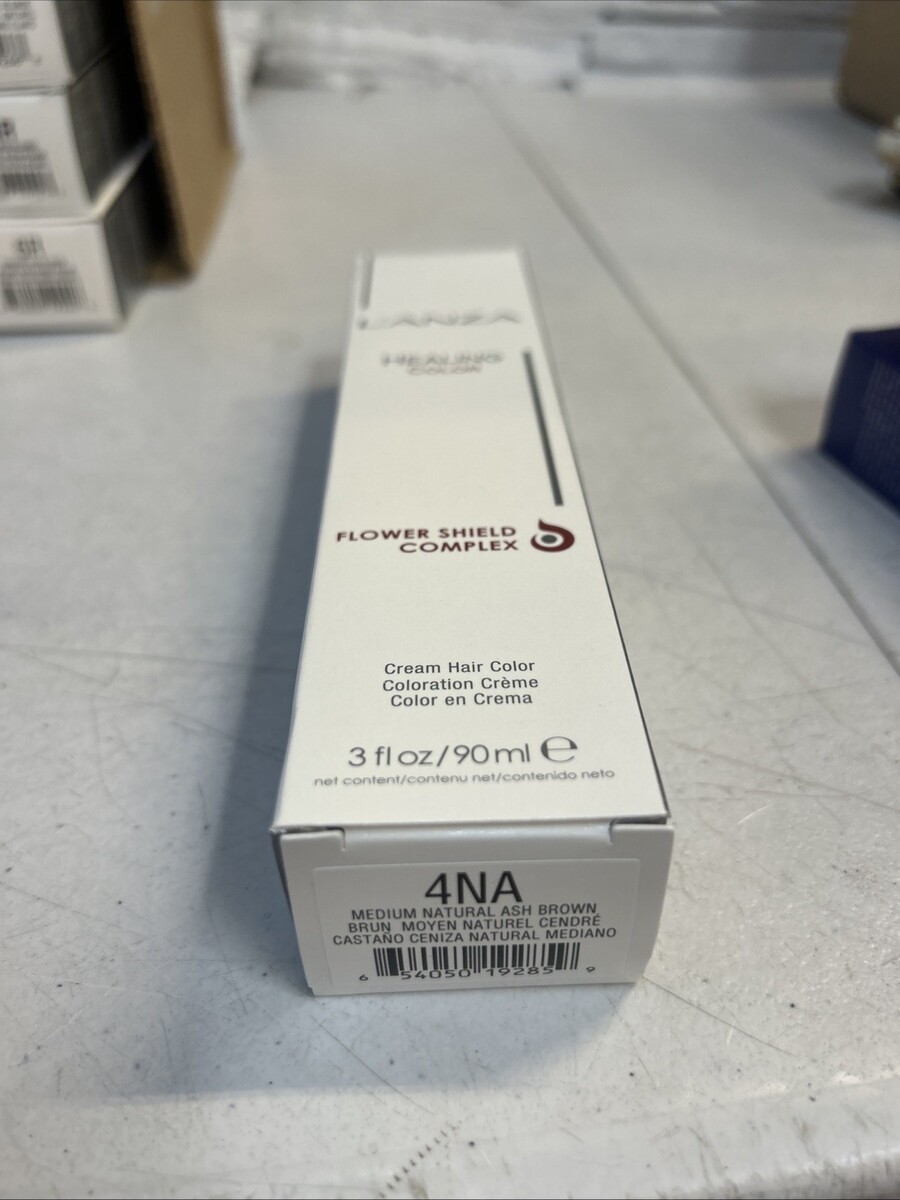 L'ANZA
HEALING
COLOR
FLOWER SHIELD
COMPLEX
Cream Hair Color
Coloration Crème
Color en Crema
3 fl oz/90 ml ℮
net content/contenu net/contenido neto
4NA
MEDIUM NATURAL ASH BROWN
BRUN MOYEN NATUREL CENDRÉ
CASTAÑO CENIZA NATURAL MEDIANO
6 54050 19285 9